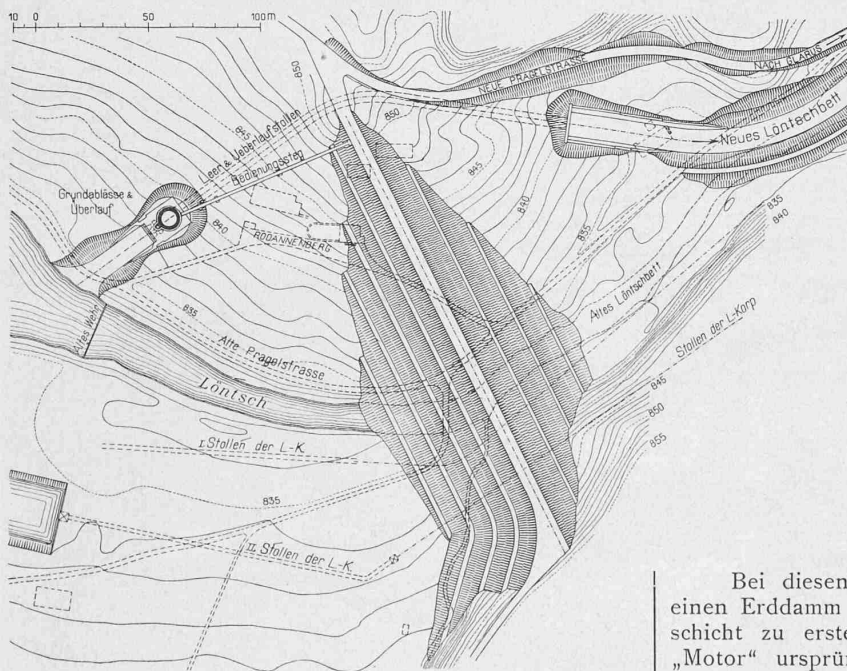 10 0 50 100 m
850
NEUE PRAGELSTRASSE
NACH GLARUS
845
850
Leer & Ueberlaufstollen
Bedienungssteg
Neues Löntschbett
845
Grundablässe &
Überlauf
840
840
835
835
840
RODANNENBERG
Altes Löntschbett
Stollen der L-Korp
Altes Wehr
835
Alte Pragelstrasse
Löntsch
845
850
855
I. Stollen der L-K.
835
II. Stollen der L-K.
Bei diesen
einen Erddamm
schicht zu erste
„Motor“ ursprün